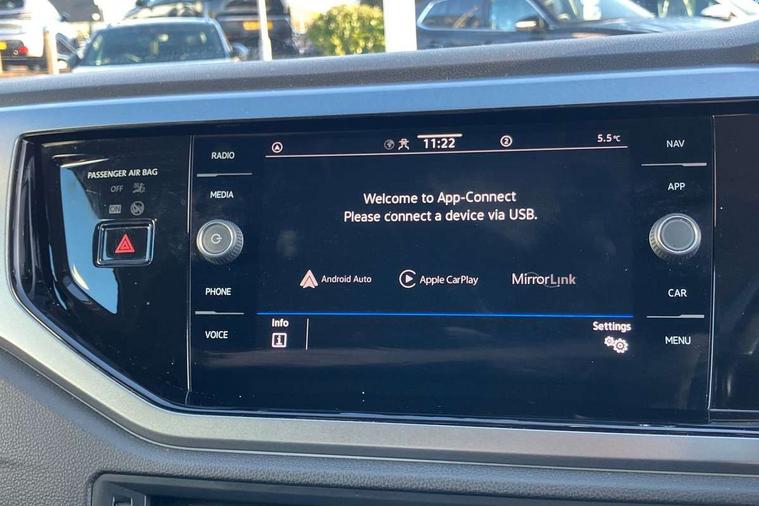 PASSENGER AIR BAG
OFF
ON
RADIO
MEDIA
PHONE
VOICE
A
11:22
2
5.5°C
Welcome to App-Connect
Please connect a device via USB.
Android Auto
Apple CarPlay
MirrorLink
Info
i
Settings
NAV
APP
CAR
MENU